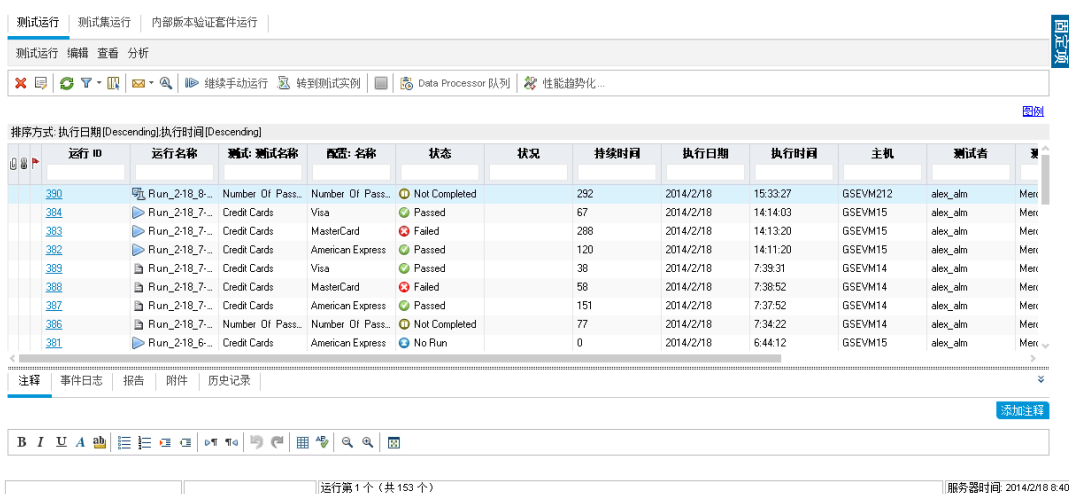 测试运行 测试集运行 内部版本验证套件运行
固定项
测试运行 编辑 查看 分析
继续手动运行 转到测试实例 Data Processor 队列 性能趋势化...
图例
排序方式: 执行日期[Descending];执行时间[Descending]
运行 ID 运行名称 测试: 测试名称 配置: 名称 状态 状况 持续时间 执行日期 执行时间 主机 测试者
390 Run_2-18_8-... Number Of Pass... Number Of Pass... Not Completed 292 2014/2/18 15:33:27 GSEVM212 alex_alm Merc
384 Run_2-18_7-... Credit Cards Visa Passed 67 2014/2/18 14:14:03 GSEVM15 alex_alm Merc
383 Run_2-18_7-... Credit Cards MasterCard Failed 288 2014/2/18 14:13:20 GSEVM15 alex_alm Merc
382 Run_2-18_7-... Credit Cards American Express Passed 120 2014/2/18 14:11:20 GSEVM15 alex_alm Merc
389 Run_2-18_7-... Credit Cards Visa Passed 38 2014/2/18 7:39:31 GSEVM14 alex_alm Merc
388 Run_2-18_7-... Credit Cards MasterCard Failed 58 2014/2/18 7:38:52 GSEVM14 alex_alm Merc
387 Run_2-18_7-... Credit Cards American Express Passed 151 2014/2/18 7:37:52 GSEVM14 alex_alm Merc
386 Run_2-18_7-... Number Of Pass... Number Of Pass... Not Completed 77 2014/2/18 7:34:22 GSEVM14 alex_alm Merc
381 Run_2-18_6-... Credit Cards American Express No Run 0 2014/2/18 6:44:12 GSEVM15 alex_alm Merc
注释 事件日志 报告 附件 历史记录
添加注释
B I U A ab
运行第 1 个（共 153 个）
服务器时间: 2014/2/18 8:40